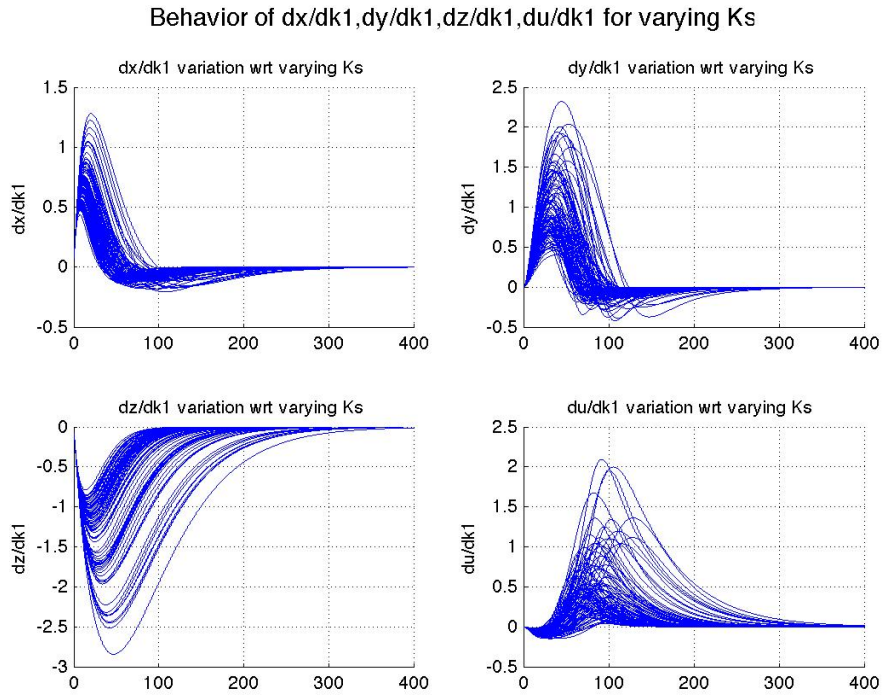 Behavior of dx/dk1,dy/dk1,dz/dk1,du/dk1 for varying Ks
dx/dk1 variation wrt varying Ks
1.5
1
0.5
0
-0.5
dx/dk1
0 100 200 300 400
dy/dk1 variation wrt varying Ks
2.5
2
1.5
1
0.5
0
-0.5
dy/dk1
0 100 200 300 400
dz/dk1 variation wrt varying Ks
0
-0.5
-1
-1.5
-2
-2.5
-3
dz/dk1
0 100 200 300 400
du/dk1 variation wrt varying Ks
2.5
2
1.5
1
0.5
0
-0.5
du/dk1
0 100 200 300 400